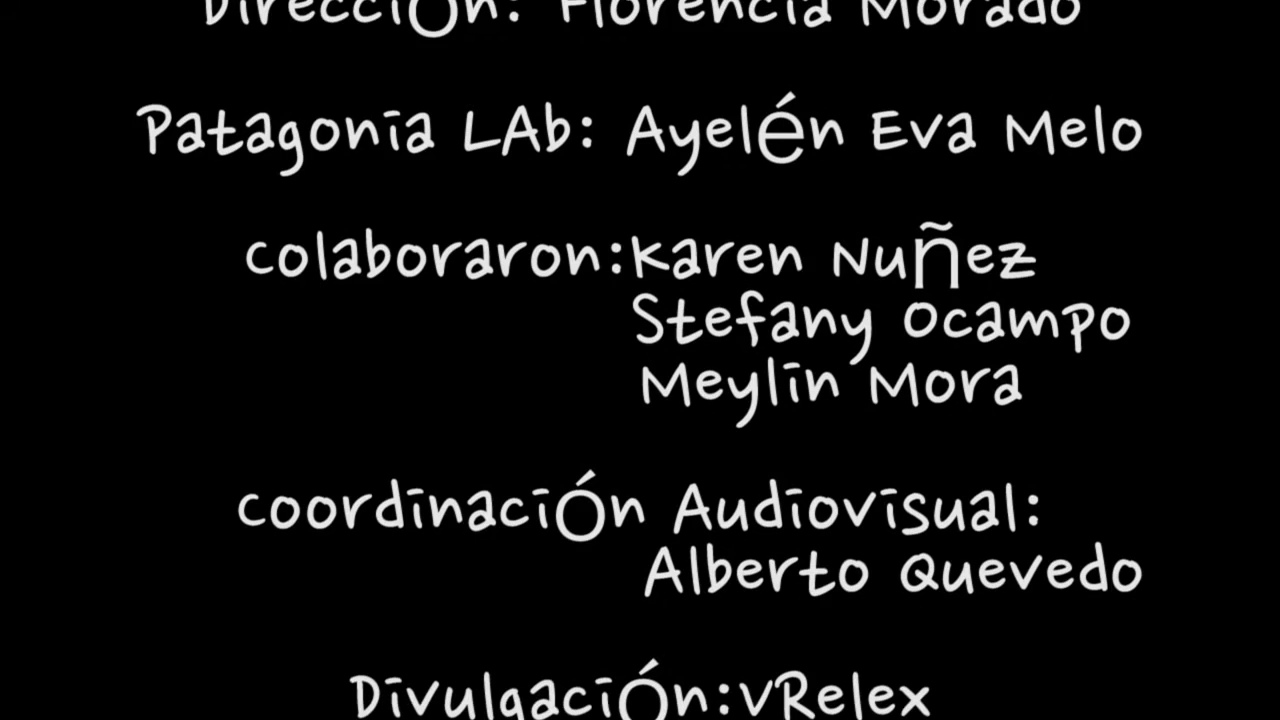 Dirección: Florencia Morado
Patagonia LAb: Ayelén Eva Melo
colaboraron:Karen Nuñez
Stefany Ocampo
Meylin Mora
coordinación Audiovisual:
Alberto Quevedo
Divulgación:VRelex